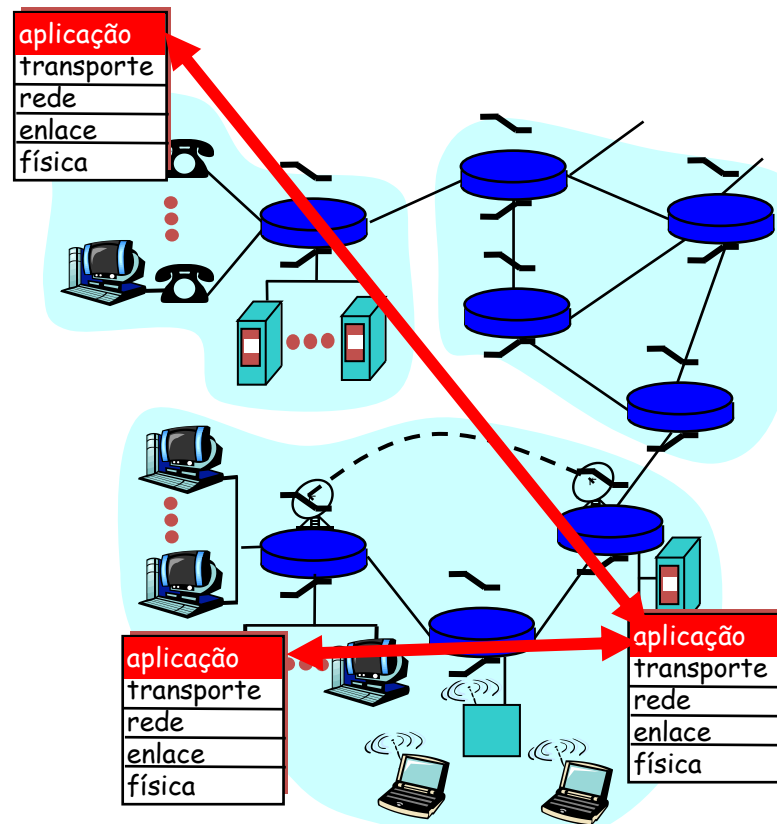 aplicação
transporte
rede
enlace
física
aplicação
transporte
rede
enlace
física
aplicação
transporte
rede
enlace
física